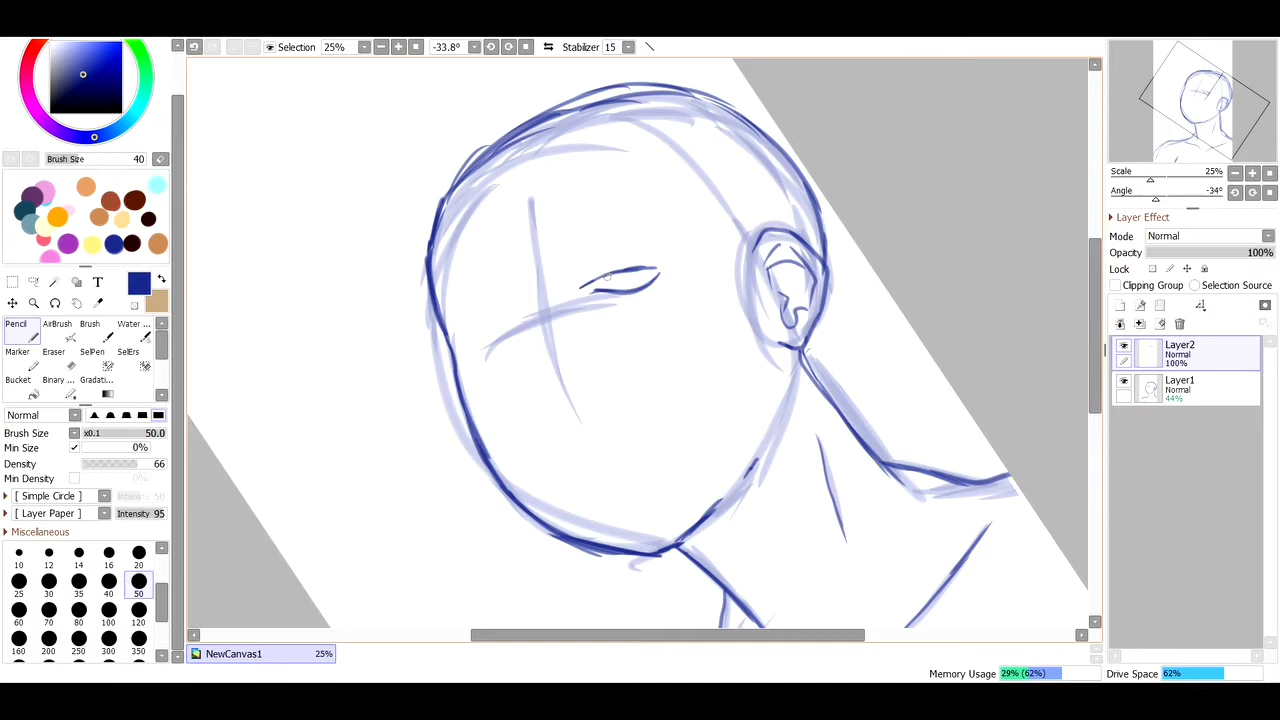 Selection 25% -33.8° Stabilizer 15
Brush Size 40
T
Pencil AirBrush Brush Water ...
Marker Eraser SelPen SelErs
Bucket Binary ... Gradati...
Normal
Brush Size x0.1 50.0
Min Size 0%
Density 66
Min Density 0%
[ Simple Circle ] Intensity 50
[ Layer Paper ] Intensity 95
Miscellaneous
10 12 14 16 20
25 30 35 40 50
60 70 80 100 120
160 200 250 300 350
NewCanvas1 25%
Scale 25%
Angle -34°
Layer Effect
Mode Normal
Opacity 100%
Lock
Clipping Group Selection Source
Layer2
Normal
100%
Layer1
Normal
44%
Memory Usage 29% (62%) Drive Space 62%